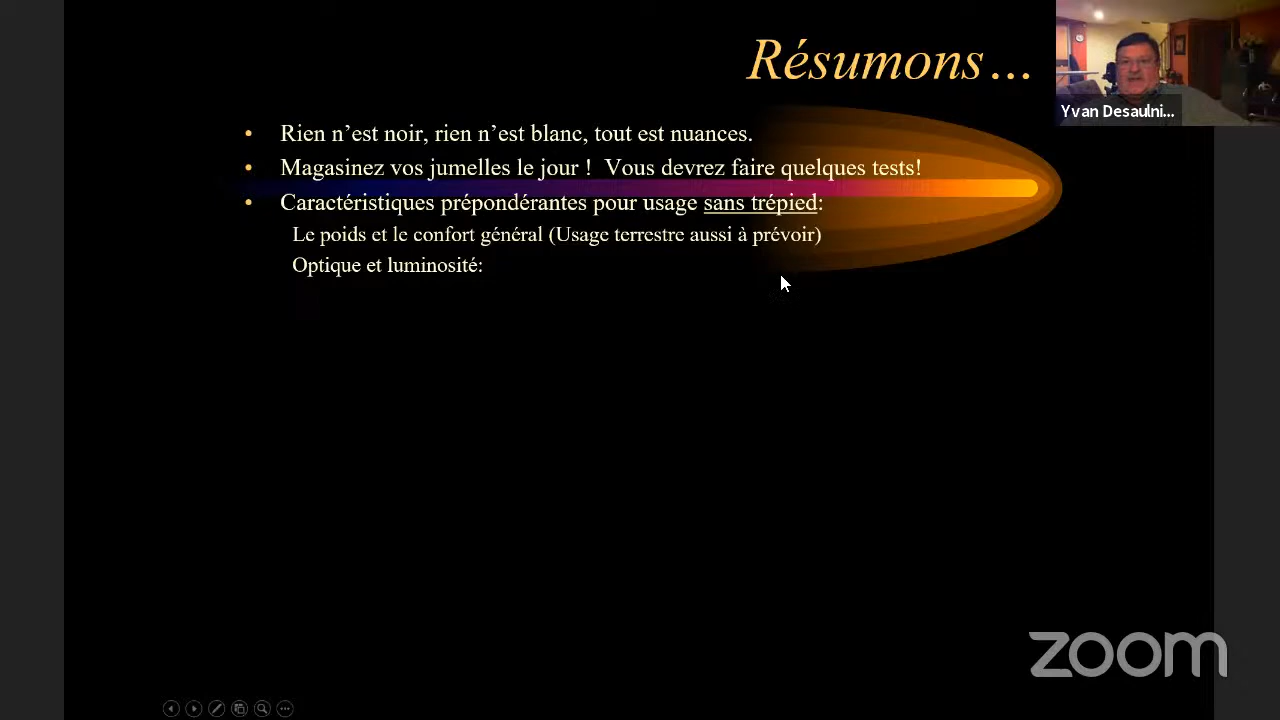 Résumons…
Yvan Desaulni...
• Rien n’est noir, rien n’est blanc, tout est nuances.
• Magasinez vos jumelles le jour ! Vous devrez faire quelques tests!
• Caractéristiques prépondérantes pour usage sans trépied:
Le poids et le confort général (Usage terrestre aussi à prévoir)
Optique et luminosité:
zoom